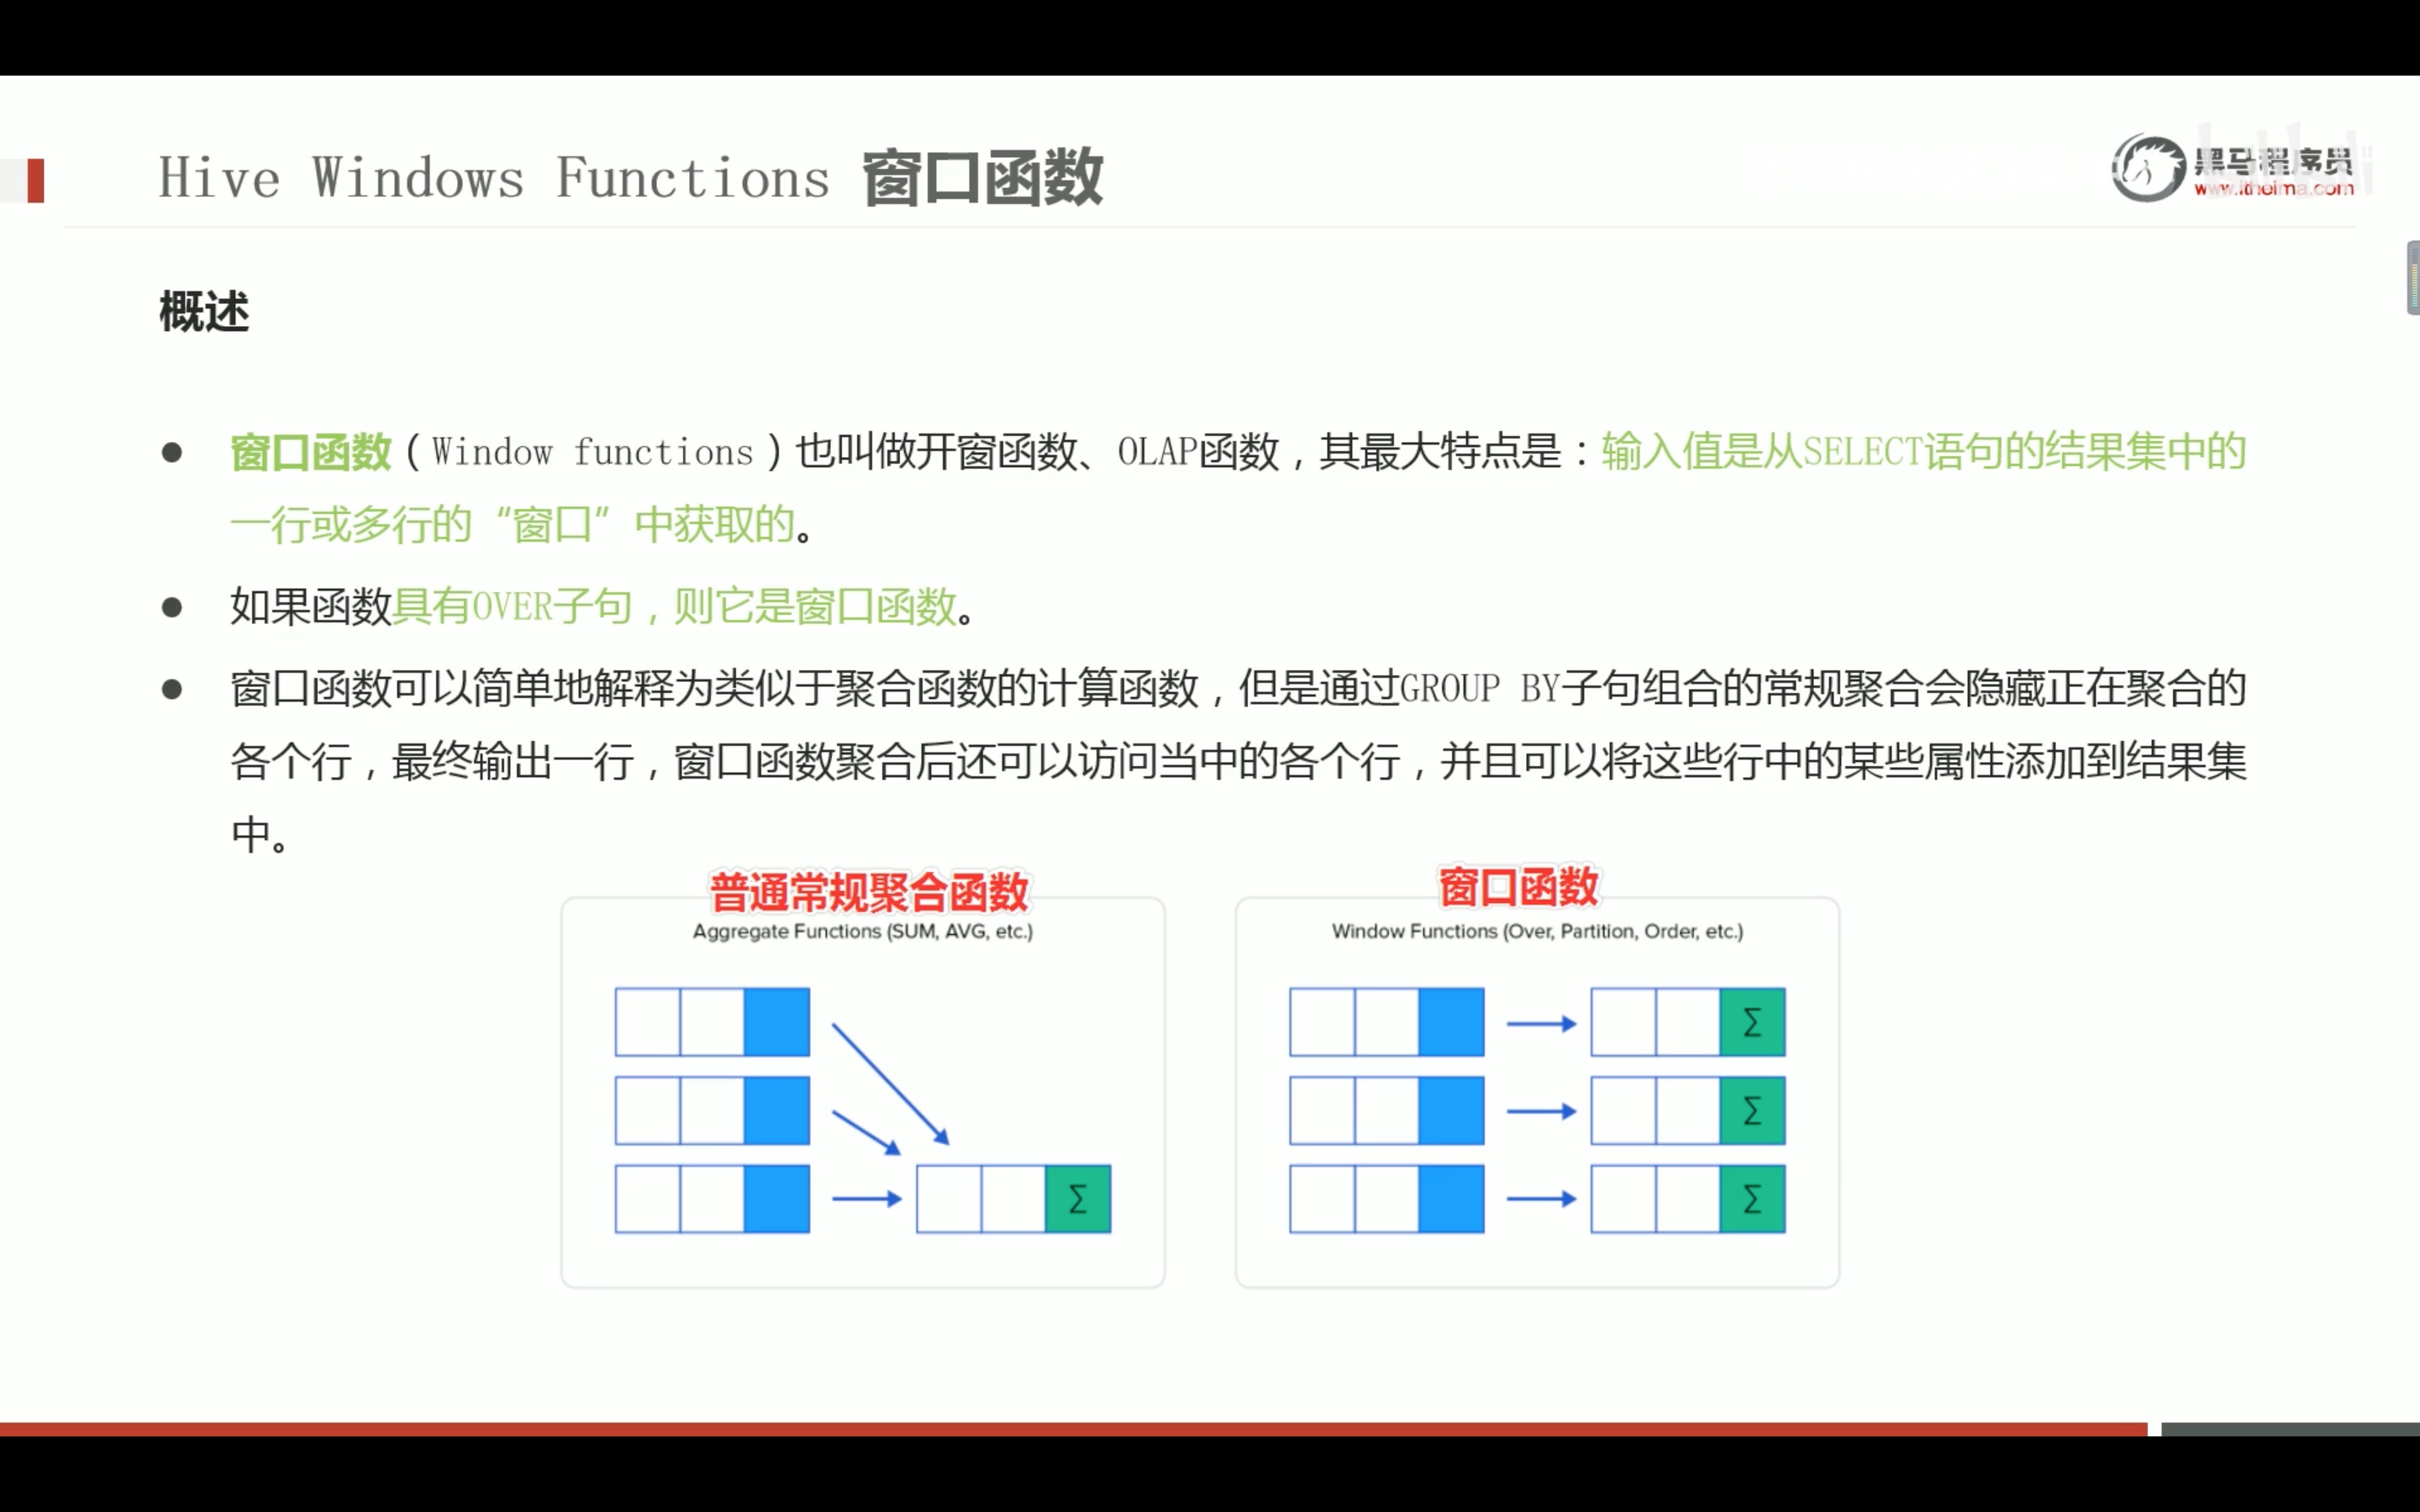 Hive Windows Functions 窗口函数
黑马程序员
www.itheima.com
概述
● 窗口函数（Window functions）也叫做开窗函数、OLAP函数，其最大特点是：输入值是从SELECT语句的结果集中的
一行或多行的“窗口”中获取的。
● 如果函数具有OVER子句，则它是窗口函数。
● 窗口函数可以简单地解释为类似于聚合函数的计算函数，但是通过GROUP BY子句组合的常规聚合会隐藏正在聚合的
各个行，最终输出一行，窗口函数聚合后还可以访问当中的各个行，并且可以将这些行中的某些属性添加到结果集
中。
普通常规聚合函数
Aggregate Functions (SUM, AVG, etc.)
Σ
窗口函数
Window Functions (Over, Partition, Order, etc.)
Σ
Σ
Σ